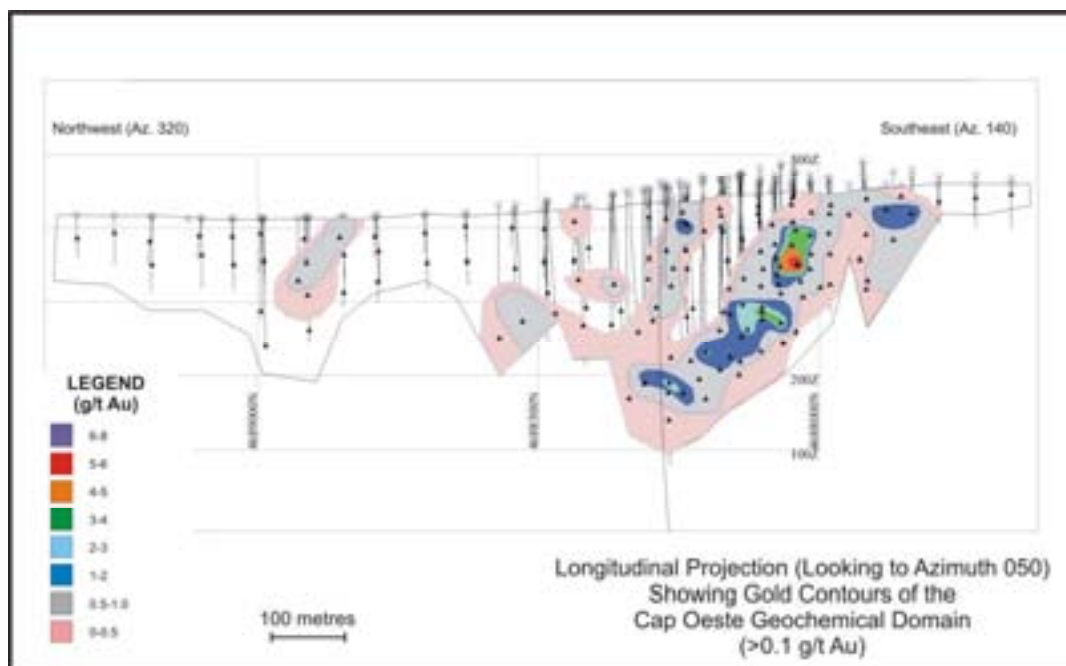 Northwest (Az. 320)
Southeast (Az. 140)
200Z
100Z
LEGEND
(g/t Au)
6-8
5-6
4-5
3-4
2-3
1-2
0.5-1.0
0-0.5
100 metres
Longitudinal Projection (Looking to Azimuth 050)
Showing Gold Contours of the
Cap Oeste Geochemical Domain
(>0.1 g/t Au)